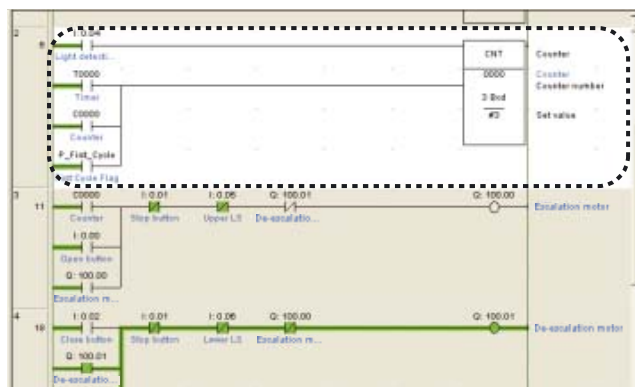 2
I: 0.04
Light detecti...
CNT
Counter
T0000
Timer
0000
Counter
Counter number
C0000
Counter
3 Bcd
#3
Set value
P_First_Cycle
First Cycle Flag
3
11
C0000
I: 0.01
I: 0.05
Q: 100.01
Q: 100.00
Counter
Stop button
Upper LS
De-escalatio...
Escalation motor
I: 0.00
Open button
Q: 100.00
Escalation m...
4
18
I: 0.02
I: 0.01
I: 0.06
Q: 100.00
Q: 100.01
Close button
Stop button
Lower LS
Escalation m...
De-escalation motor
Q: 100.01
De-escalatio...